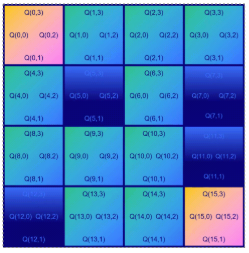 Q(0,3) Q(1,3) Q(2,3) Q(3,3)
Q(0,0) Q(0,2) Q(1,0) Q(1,2) Q(2,0) Q(2,2) Q(3,0) Q(3,2)
Q(0,1) Q(1,1) Q(2,1) Q(3,1)
Q(4,3) Q(6,3)
Q(4,0) Q(4,2) Q(5,0) Q(5,2) Q(6,0) Q(6,2) Q(7,0) Q(7,2)
Q(4,1) Q(5,1) Q(6,1) Q(7,1)
Q(8,3) Q(9,3) Q(10,3)
Q(8,0) Q(8,2) Q(9,0) Q(9,2) Q(10,0) Q(10,2) Q(11,0) Q(11,2)
Q(8,1) Q(9,1) Q(10,1) Q(11,1)
Q(13,3) Q(14,3) Q(15,3)
Q(12,0) Q(12,2) Q(13,0) Q(13,2) Q(14,0) Q(14,2) Q(15,0) Q(15,2)
Q(12,1) Q(13,1) Q(14,1) Q(15,1)